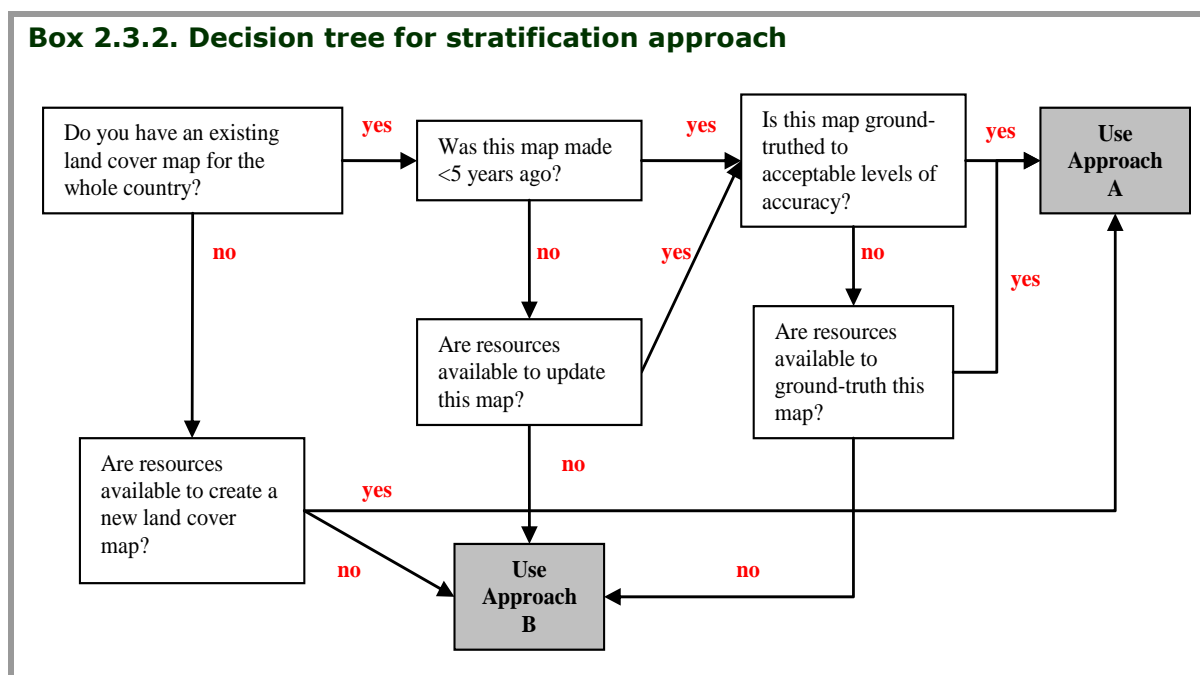 Box 2.3.2. Decision tree for stratification approach
Do you have an existing
land cover map for the
whole country?
yes
Was this map made
<5 years ago?
yes
Is this map ground-
truthed to
acceptable levels of
accuracy?
yes
Use
Approach
A
no
no
yes
no
yes
Are resources
available to update
this map?
Are resources
available to
ground-truth this
map?
Are resources
available to create a
new land cover
map?
yes
no
no
Use
Approach
B
no